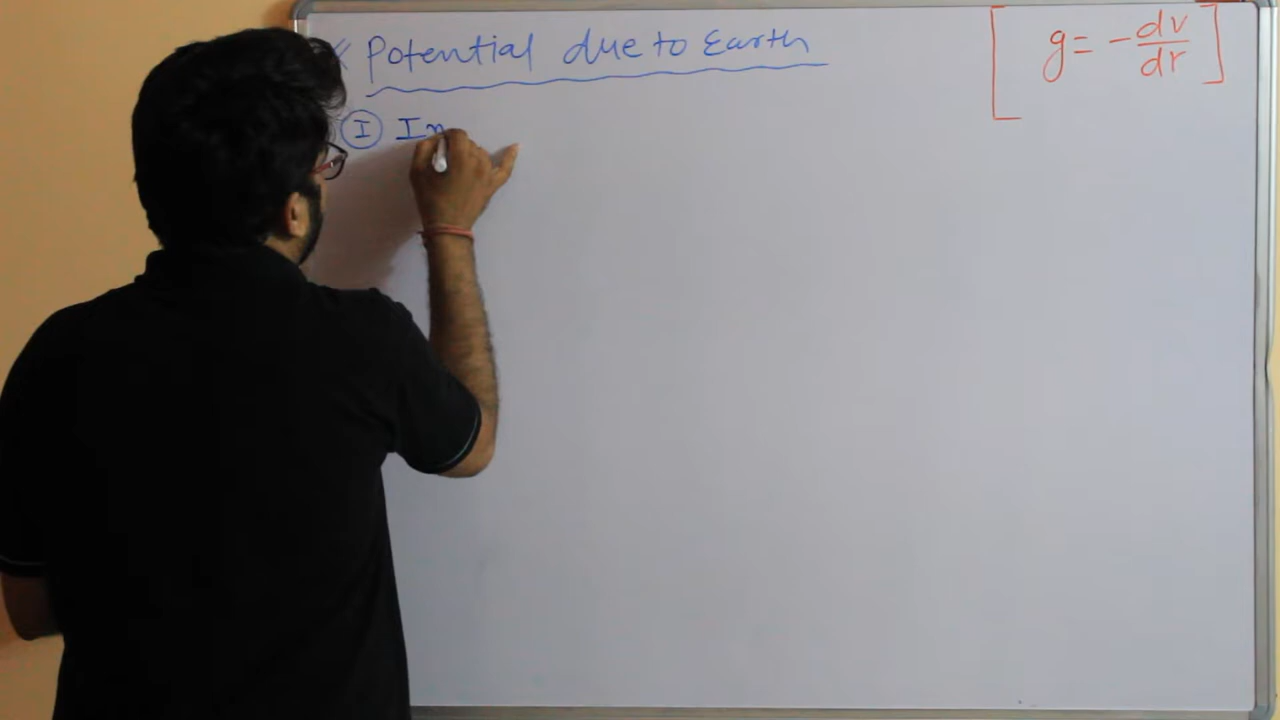 Potential due to Earth
g = - dv/dr
I In